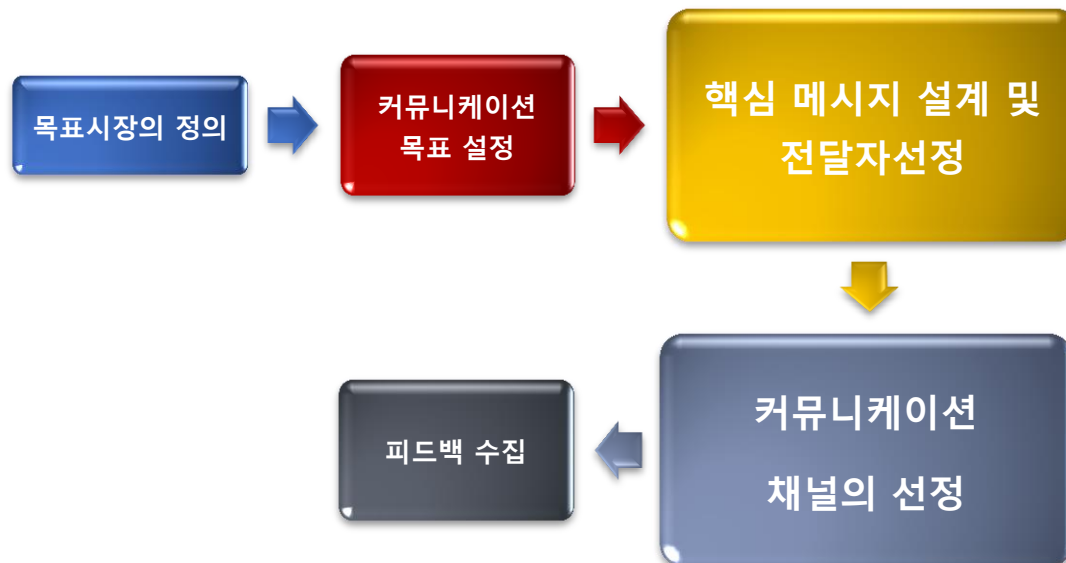 목표시장의 정의
커뮤니케이션
목표 설정
핵심 메시지 설계 및
전달자선정
커뮤니케이션
채널의 선정
피드백 수집